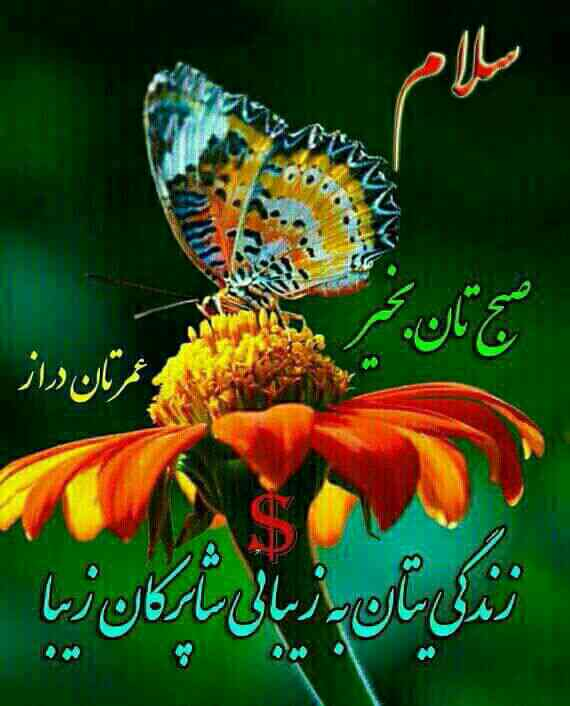 سلام
صبح تان بخیر
عمرتان دراز
$
زندگی یتان به زیبائی شاپرکان زیبا